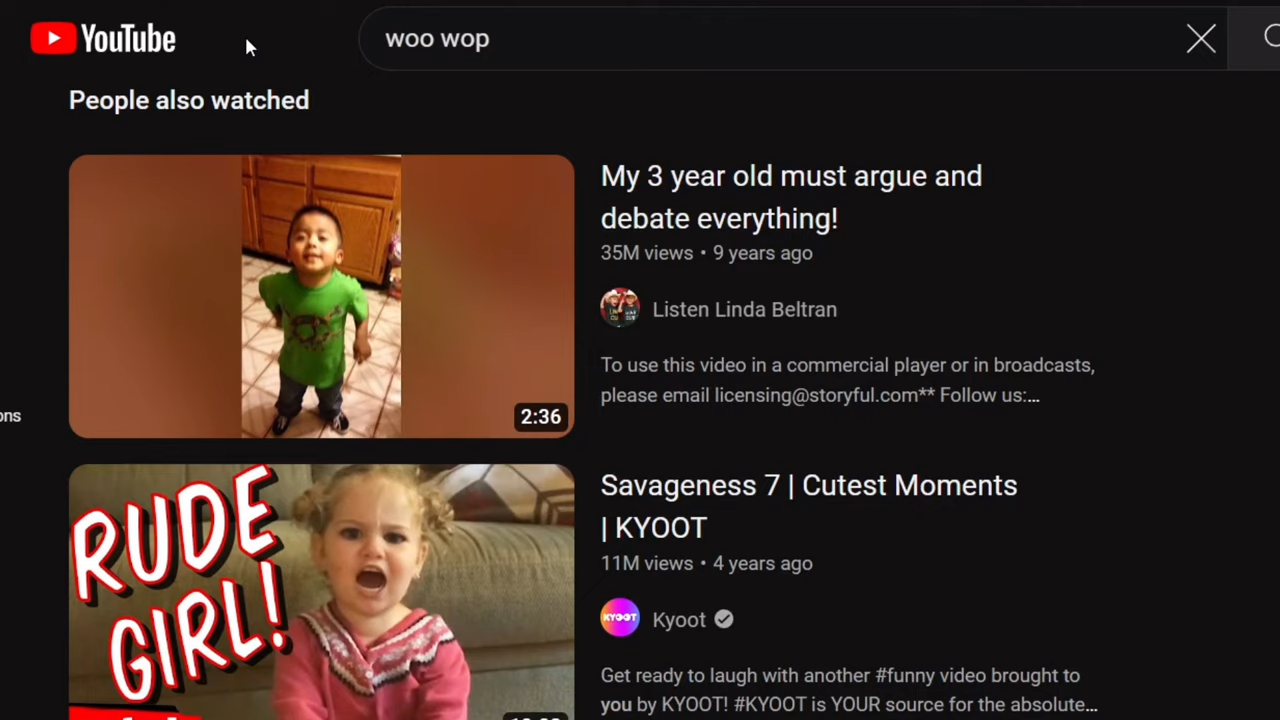 YouTube
woo wop
People also watched
My 3 year old must argue and
debate everything!
35M views • 9 years ago
Listen Linda Beltran
To use this video in a commercial player or in broadcasts,
please email licensing@storyful.com** Follow us:...
2:36
ons
RUDE
GIRL!
Savageness 7 | Cutest Moments
| KYOOT
11M views • 4 years ago
KYOOT
Kyoot
Get ready to laugh with another #funny video brought to
you by KYOOT! #KYOOT is YOUR source for the absolute...